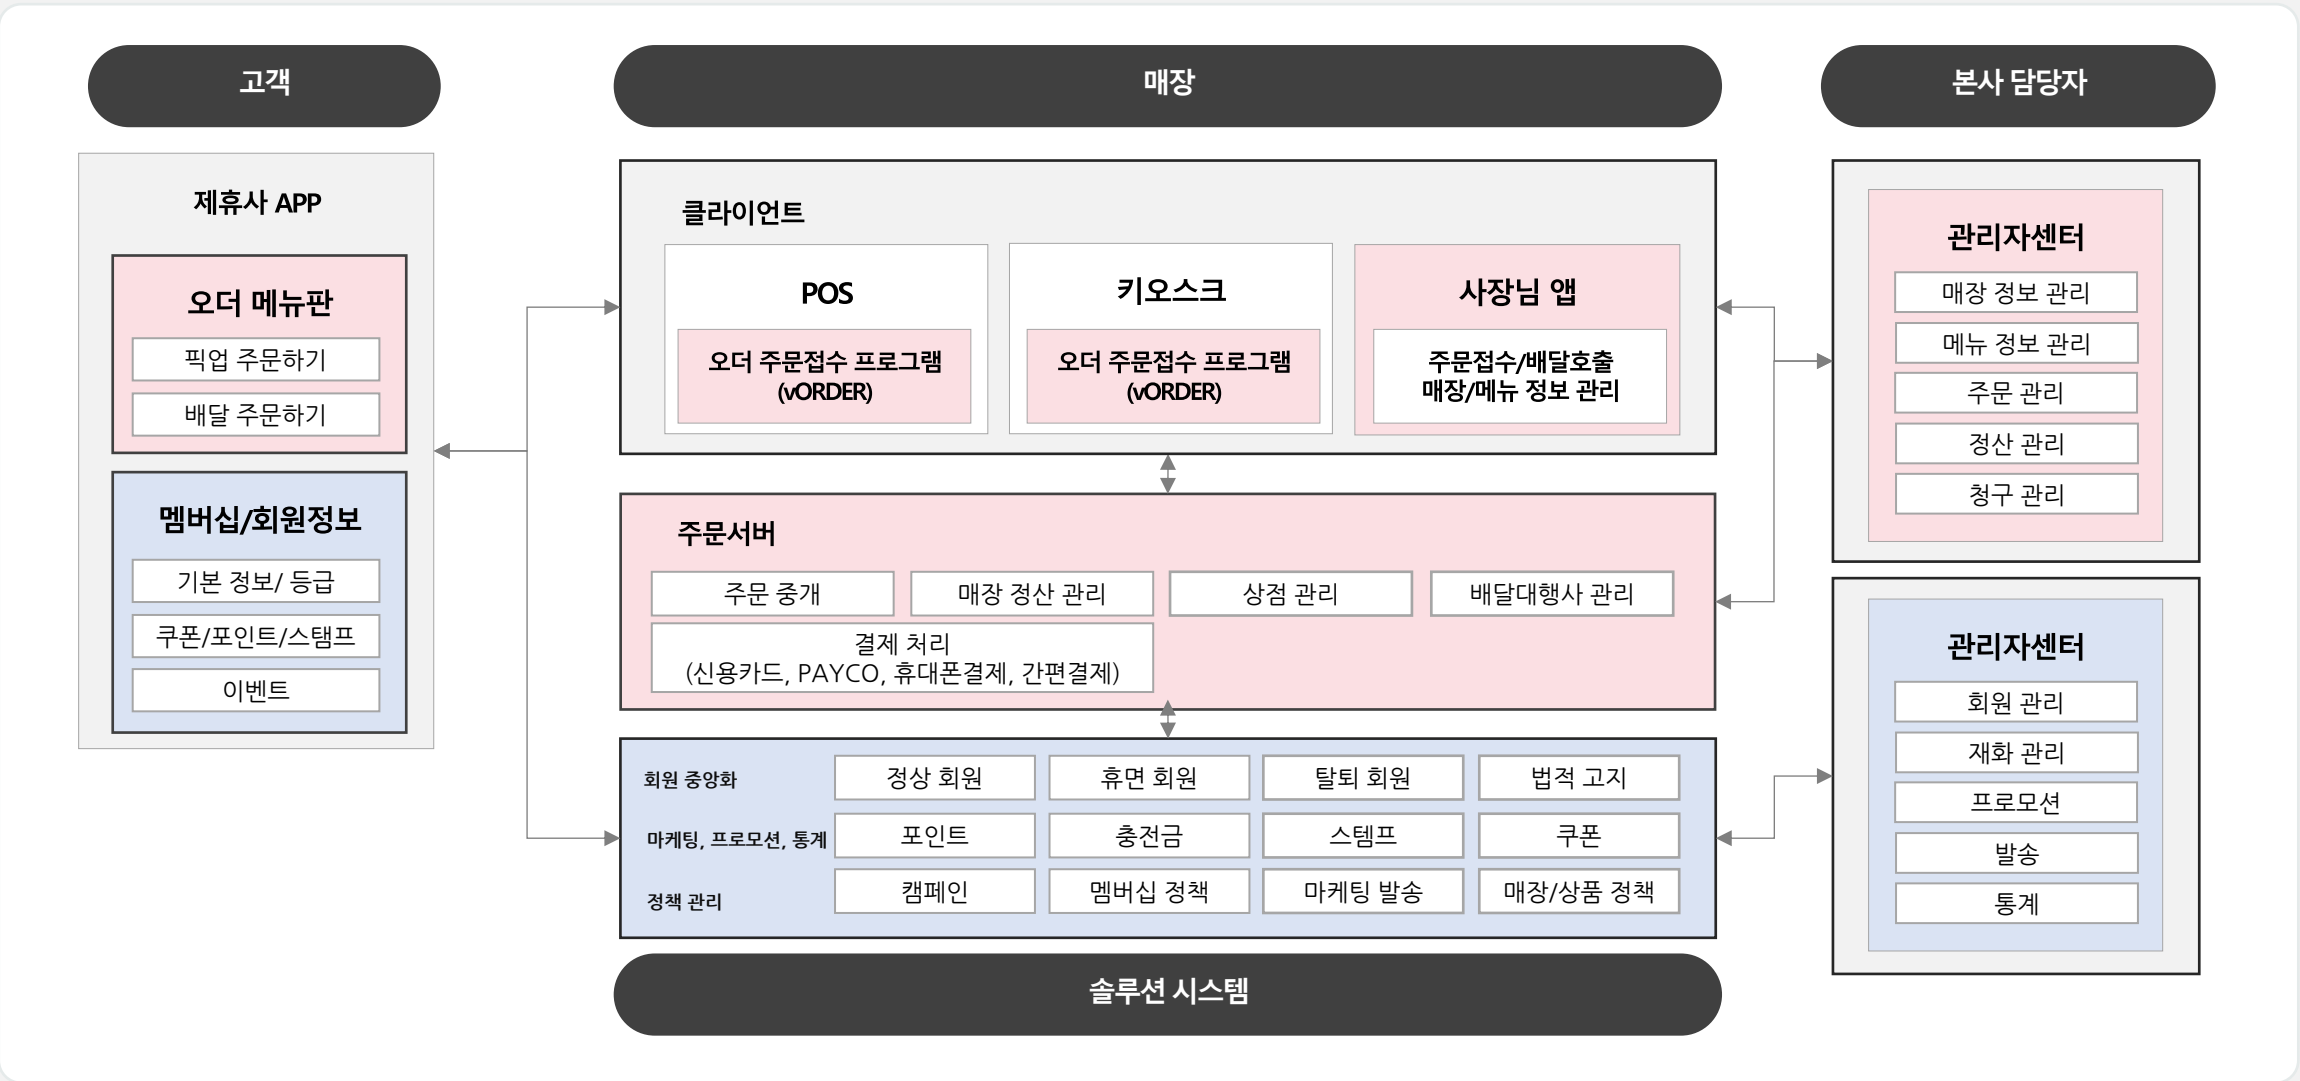 고객
매장
본사 담당자
제휴사 APP
오더 메뉴판
픽업 주문하기
배달 주문하기
멤버십/회원정보
기본 정보/ 등급
쿠폰/포인트/스탬프
이벤트
클라이언트
POS
오더 주문접수 프로그램
(vORDER)
키오스크
오더 주문접수 프로그램
(vORDER)
사장님 앱
주문접수/배달호출
매장/메뉴 정보 관리
주문서버
주문 중개
매장 정산 관리
상점 관리
배달대행사 관리
결제 처리
(신용카드, PAYCO, 휴대폰결제, 간편결제)
회원 중앙화
정상 회원
휴면 회원
탈퇴 회원
법적 고지
마케팅, 프로모션, 통계
포인트
충전금
스템프
쿠폰
정책 관리
캠페인
멤버십 정책
마케팅 발송
매장/상품 정책
솔루션 시스템
관리자센터
매장 정보 관리
메뉴 정보 관리
주문 관리
정산 관리
청구 관리
관리자센터
회원 관리
재화 관리
프로모션
발송
통계